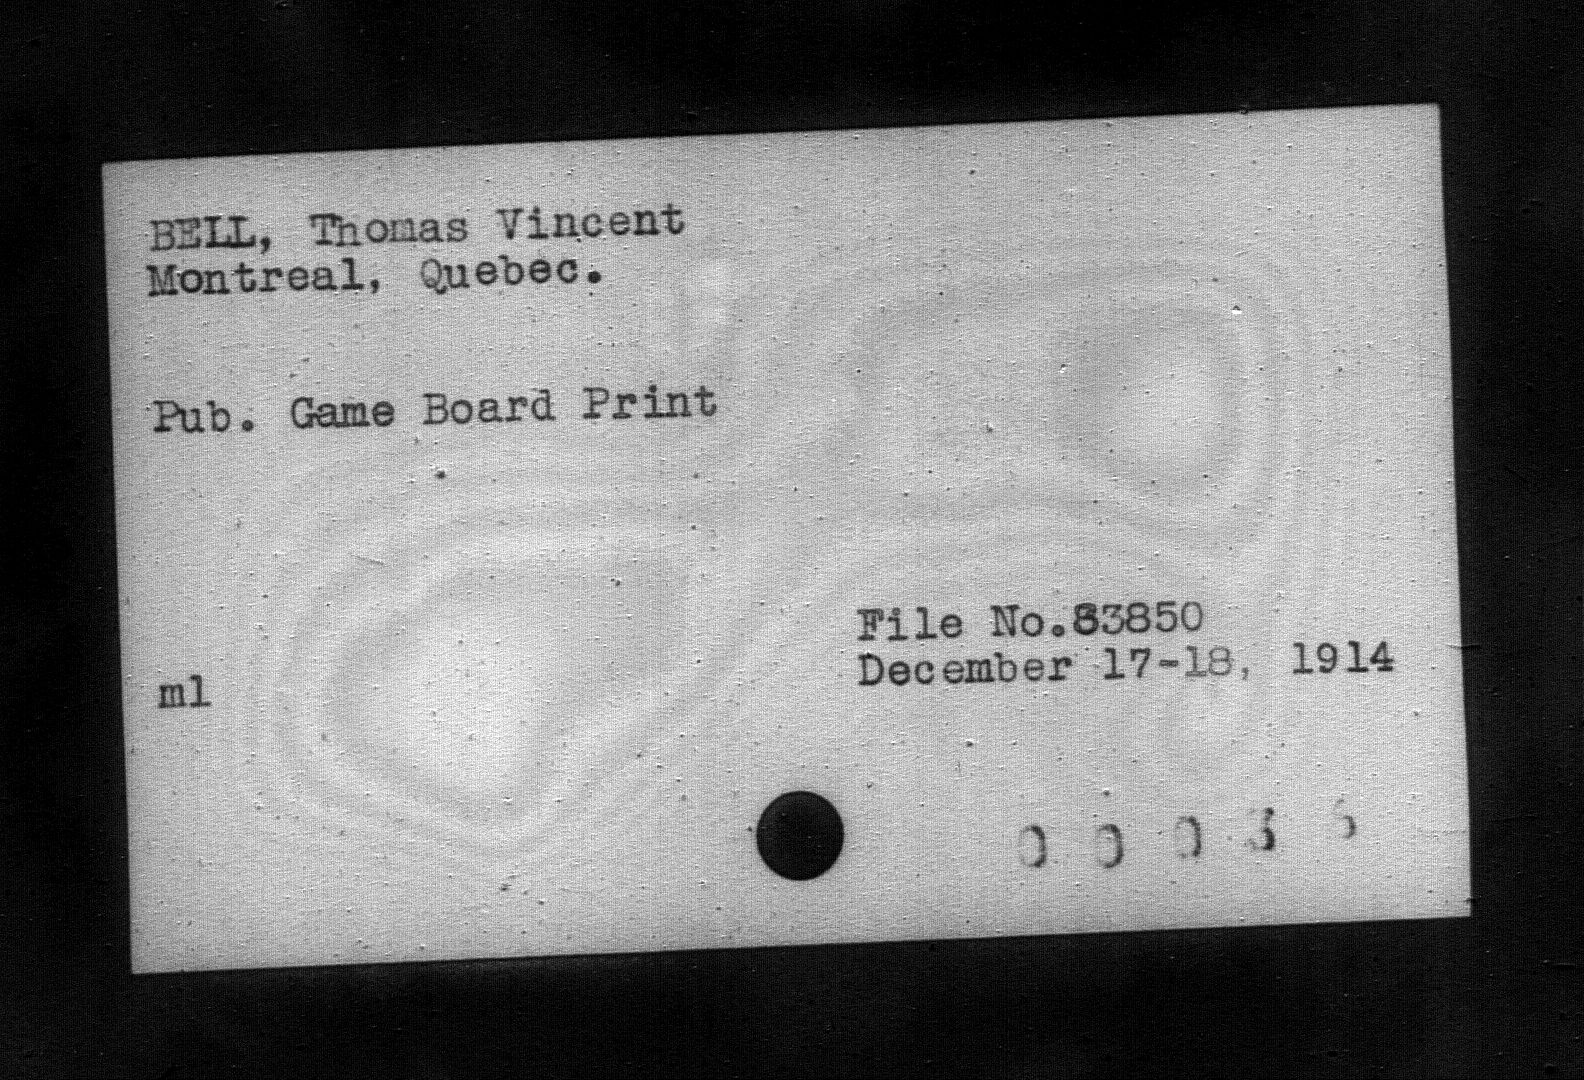 BELL, Thomas Vincent
Montreal, Quebec.
Pub. Game Board Print
File No.83850
December 17-18, 1914
ml